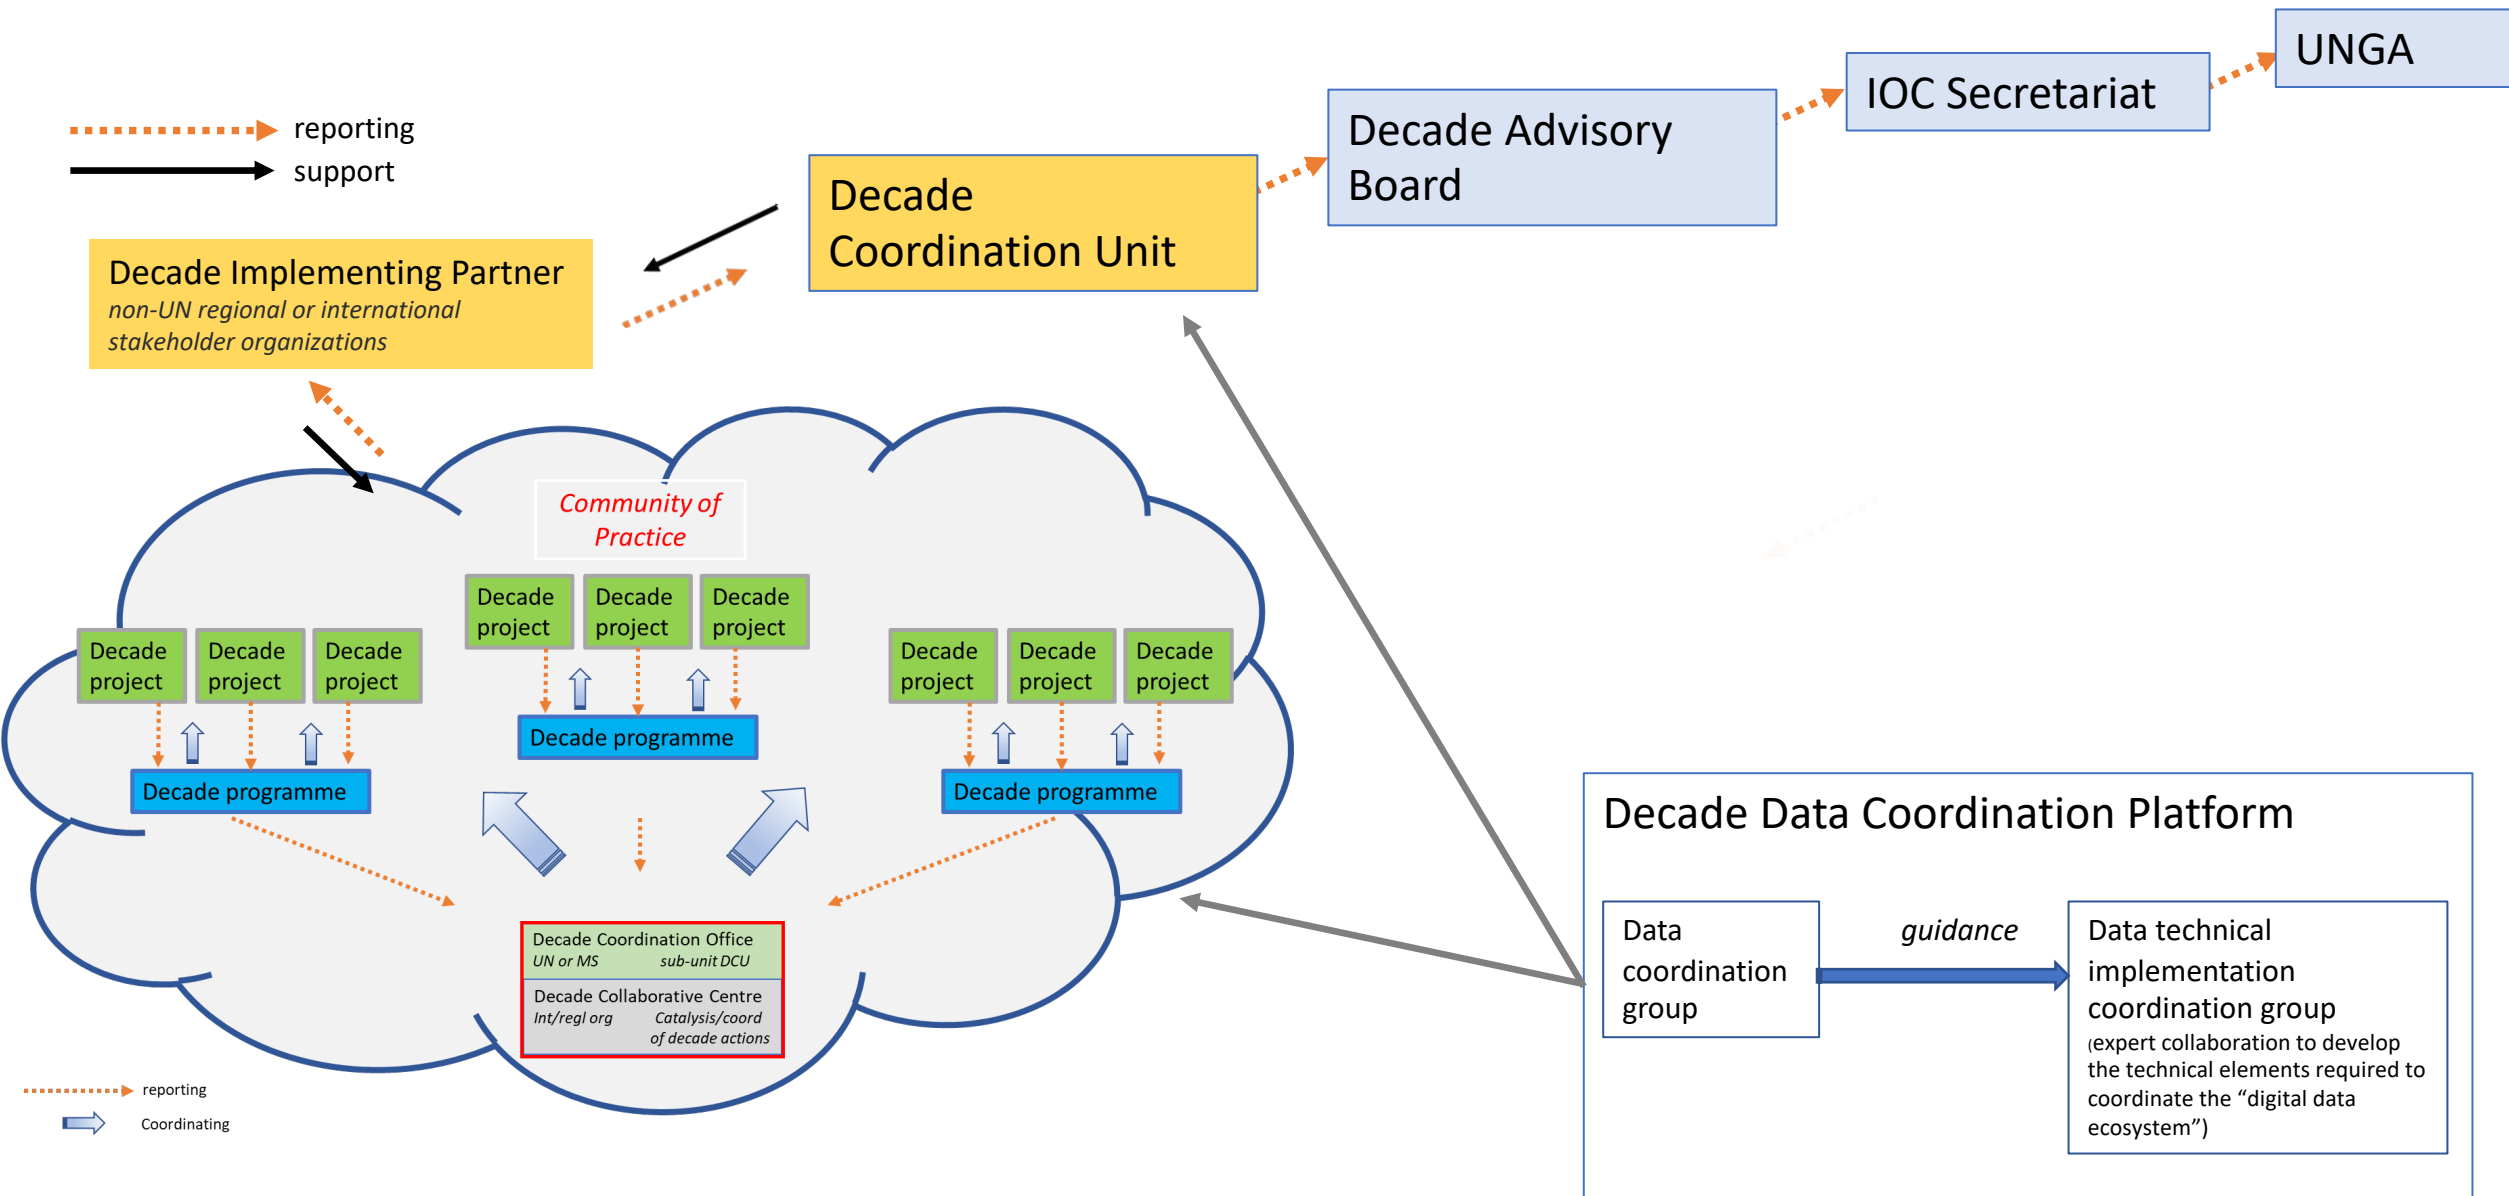 UNGA
IOC Secretariat
Decade Advisory
Board
reporting
support
Decade
Coordination Unit
Decade Implementing Partner
non-UN regional or international
stakeholder organizations
Community of
Practice
Decade
project
Decade
project
Decade
project
Decade programme
Decade
project
Decade
project
Decade
project
Decade programme
Decade
project
Decade
project
Decade
project
Decade programme
Decade Coordination Office
UN or MS sub-unit DCU
Decade Collaborative Centre
Int/regl org Catalysis/coord
of decade actions
reporting
Coordinating
Decade Data Coordination Platform
Data
coordination
group
guidance
Data technical
implementation
coordination group
(expert collaboration to develop
the technical elements required to
coordinate the “digital data
ecosystem”)